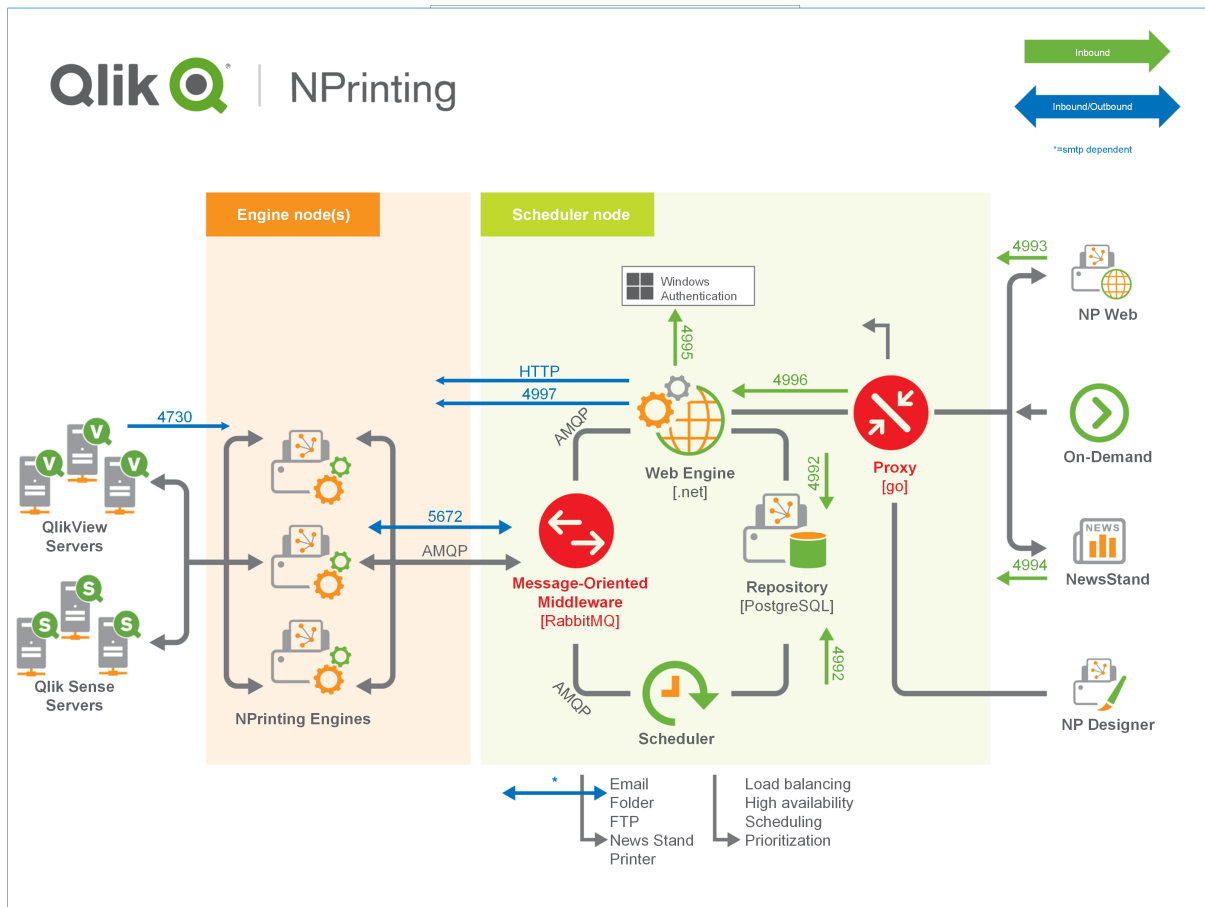 Qlik
®
NPrinting
Inbound
Inbound/Outbound
*=smtp dependent
Engine node(s)
Scheduler node
4993
Windows
Authentication
NP Web
4995
HTTP
4996
4997
4730
AMQP
V
V
V
QlikView
Servers
Web Engine
[.net]
Proxy
[go]
On-Demand
4992
5672
AMQP
NEWS
NewsStand
4994
Message-Oriented
Middleware
[RabbitMQ]
Repository
[PostgreSQL]
S
S
S
Qlik Sense
Servers
4992
AMQP
NPrinting Engines
Scheduler
NP Designer
*
Email
Folder
FTP
News Stand
Printer
Load balancing
High availability
Scheduling
Prioritization